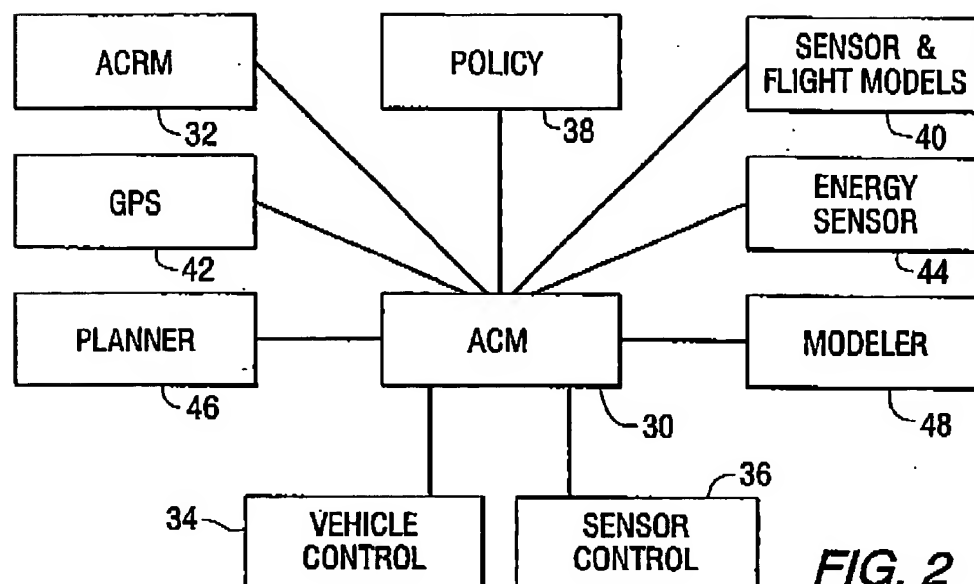 ACRM
32
POLICY
38
SENSOR &
FLIGHT MODELS
40
GPS
42
ENERGY
SENSOR
44
PLANNER
46
ACM
30
MODELER
48
34
VEHICLE
CONTROL
36
SENSOR
CONTROL
FIG. 2